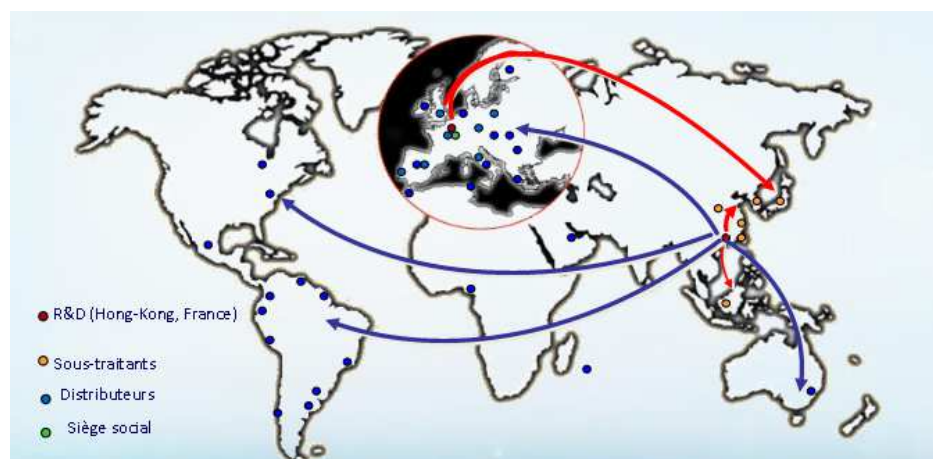 R&D (Hong-Kong, France)
Sous-traitants
Distributeurs
Siège social